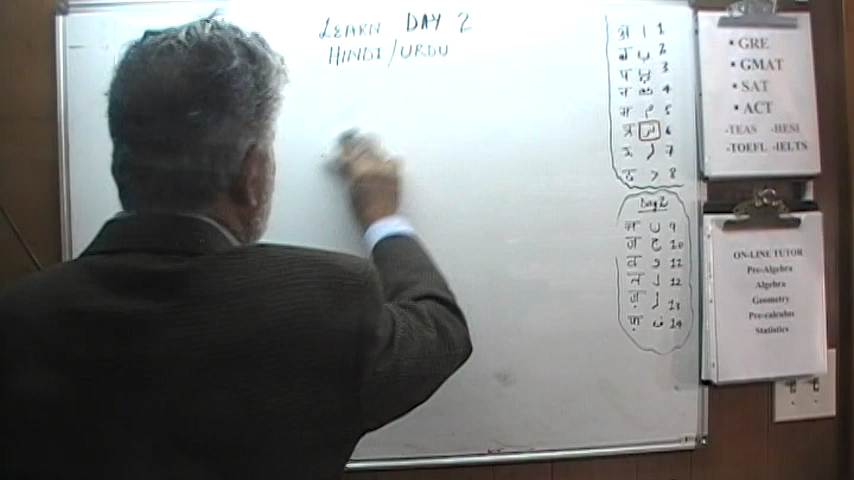 LEARN DAY 2
HINDI/URDU
अ ا 1
ब ب 2
प پ 3
त ت 4
म م 5
6
र ر 7
द د 8
Day 2
न ن 9
ज ج 10
व و 11
ल ل 12
ज़ ز 13
फ़ ف 14
GRE
GMAT
SAT
ACT
-TEAS -HESI
-TOEFL -IELTS
ON-LINE TUTOR
Pre-Algebra
Algebra
Geometry
Pre-calculus
Statistics